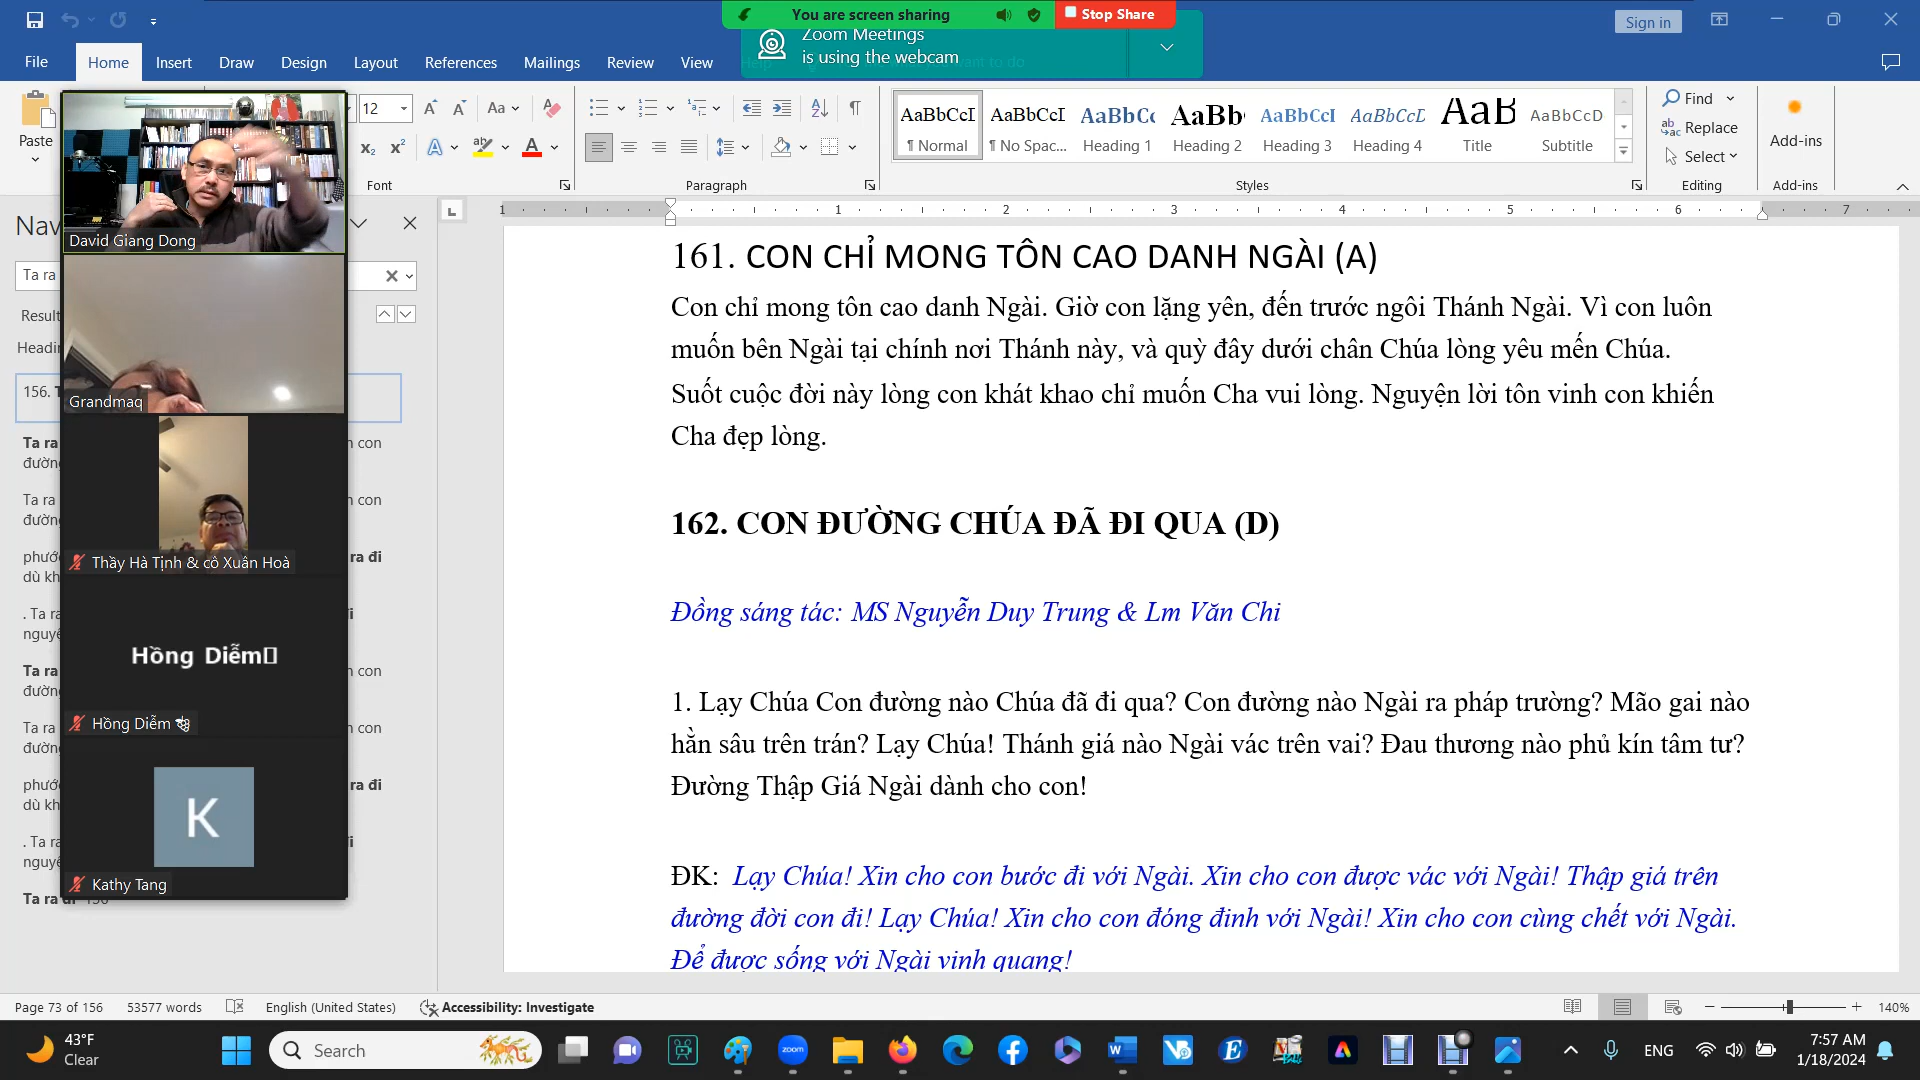 You are screen sharing
Stop Share
Zoom Meetings
is using the webcam
Sign in
File
Home
Insert
Draw
Design
Layout
References
Mailings
Review
View
Paste
12
Aa
Font
Paragraph
AaBbCcI
¶ Normal
AaBbCcI
¶ No Spac...
AaBbCc
Heading 1
AaBb
Heading 2
AaBbCcI
Heading 3
AaBbCcD
Heading 4
AaB
Title
AaBbCcD
Subtitle
Styles
Find
Replace
Select
Editing
Add-ins
Add-ins
Nav
Ta ra
Result
Headin
156.
David Giang Dong
Grandmaq
Thầy Hà Tịnh & cô Xuân Hoà
Hồng Diễm
Hồng Diễm
K
Kathy Tang
Ta ra đi 156
161. CON CHỈ MONG TÔN CAO DANH NGÀI (A)
Con chỉ mong tôn cao danh Ngài. Giờ con lặng yên, đến trước ngôi Thánh Ngài. Vì con luôn
muốn bên Ngài tại chính nơi Thánh này, và quỳ đây dưới chân Chúa lòng yêu mến Chúa.
Suốt cuộc đời này lòng con khát khao chỉ muốn Cha vui lòng. Nguyện lời tôn vinh con khiến
Cha đẹp lòng.
162. CON ĐƯỜNG CHÚA ĐÃ ĐI QUA (D)
Đồng sáng tác: MS Nguyễn Duy Trung & Lm Văn Chi
1. Lạy Chúa Con đường nào Chúa đã đi qua? Con đường nào Ngài ra pháp trường? Mão gai nào
hằn sâu trên trán? Lạy Chúa! Thánh giá nào Ngài vác trên vai? Đau thương nào phủ kín tâm tư?
Đường Thập Giá Ngài dành cho con!
ĐK: Lạy Chúa! Xin cho con bước đi với Ngài. Xin cho con được vác với Ngài! Thập giá trên
đường đời con đi! Lạy Chúa! Xin cho con đóng đinh với Ngài! Xin cho con cùng chết với Ngài.
Để được sống với Ngài vinh quang!
Page 73 of 156
53577 words
English (United States)
Accessibility: Investigate
140%
43°F
Clear
Search
zoom
ENG
7:57 AM
1/18/2024